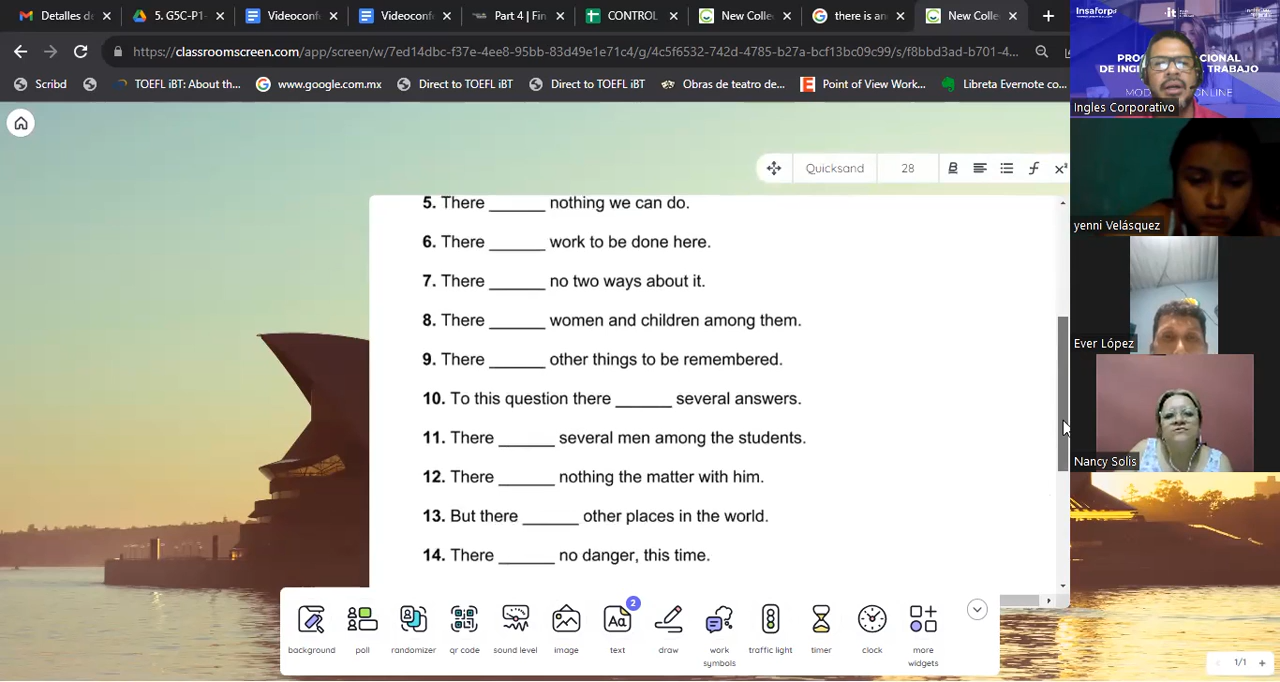 Detalles de
5. G5C-P1-
Videoconf
Videoconf
Part 4 | Fin
CONTROL
New Colle
there is an
New Colle
https://classroomscreen.com/app/screen/w/7ed14dbc-f37e-4ee8-95bb-83d49e1e71c4/g/4c5f6532-742d-4785-b27a-bcf13bc09c99/s/f8bbd3ad-b701-4...
Scribd
TOEFL iBT: About th...
www.google.com.mx
Direct to TOEFL iBT
Direct to TOEFL iBT
Obras de teatro de...
Point of View Work...
Libreta Evernote co...
Quicksand
28
B
5. There ______ nothing we can do.
6. There ______ work to be done here.
7. There ______ no two ways about it.
8. There ______ women and children among them.
9. There ______ other things to be remembered.
10. To this question there ______ several answers.
11. There ______ several men among the students.
12. There ______ nothing the matter with him.
13. But there ______ other places in the world.
14. There ______ no danger, this time.
background
poll
randomizer
qr code
sound level
image
2
Aa
text
draw
work symbols
traffic light
timer
clock
more widgets
1/1
Insaforp
it
Ingles Corporativo
yenni Velásquez
Ever López
Nancy Solis